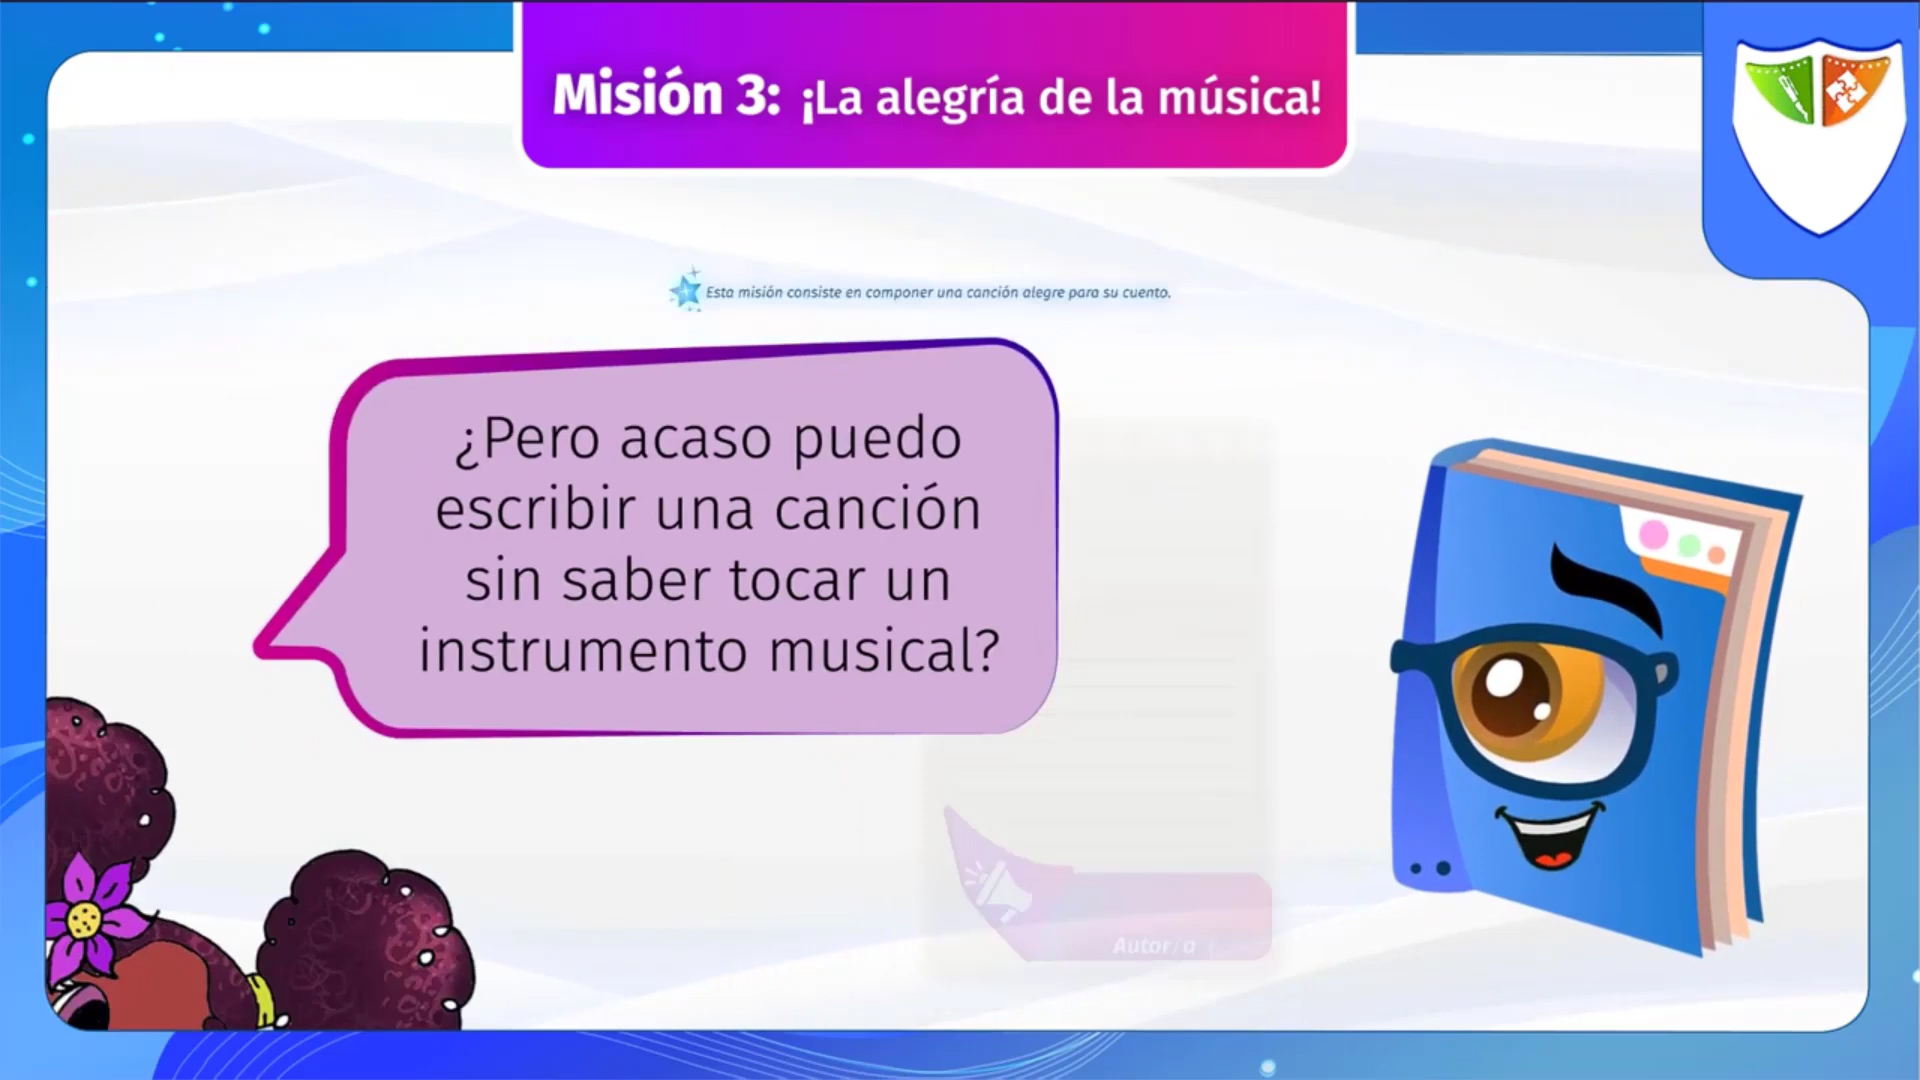 Misión 3: ¡La alegría de la música!
Esta misión consiste en componer una canción alegre para su cuento.
¿Pero acaso puedo
escribir una canción
sin saber tocar un
instrumento musical?
Autor/a